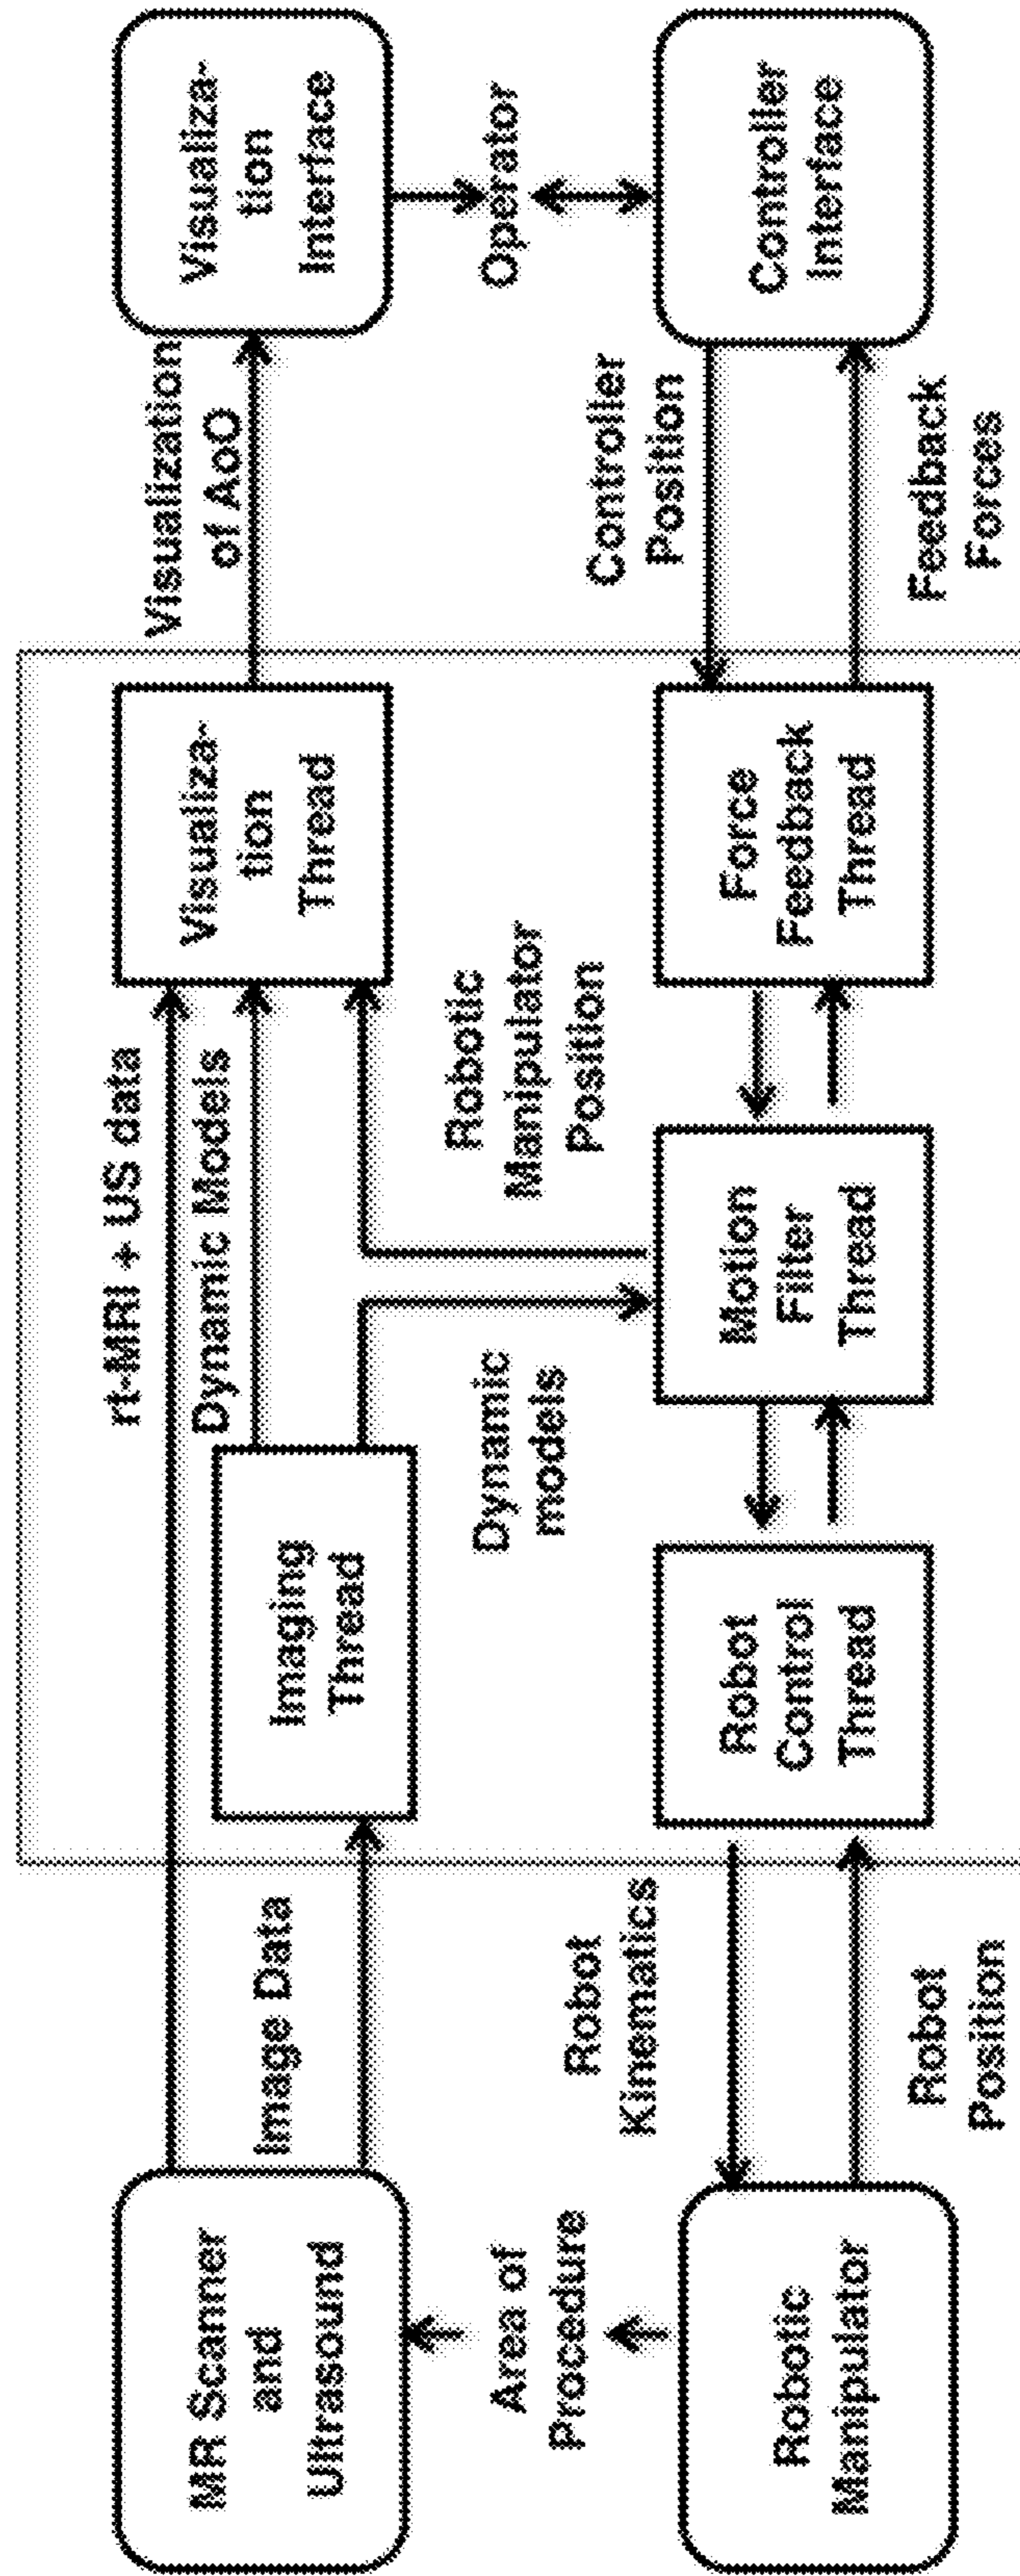 MR Scanner
and
Ultrasound
Image Data
rt-MRI + US data
Dynamic Models
Imaging
Thread
Visualiza-
tion
Thread
Visualization
of AoO
Visualiza-
tion
Interface
Area of
Procedure
Dynamic
models
Robotic
Manipulator
Position
Operator
Robotic
Manipulator
Robot
Kinematics
Robot
Position
Robot
Control
Thread
Motion
Filter
Thread
Force
Feedback
Thread
Controller
Position
Feedback
Forces
Controller
Interface